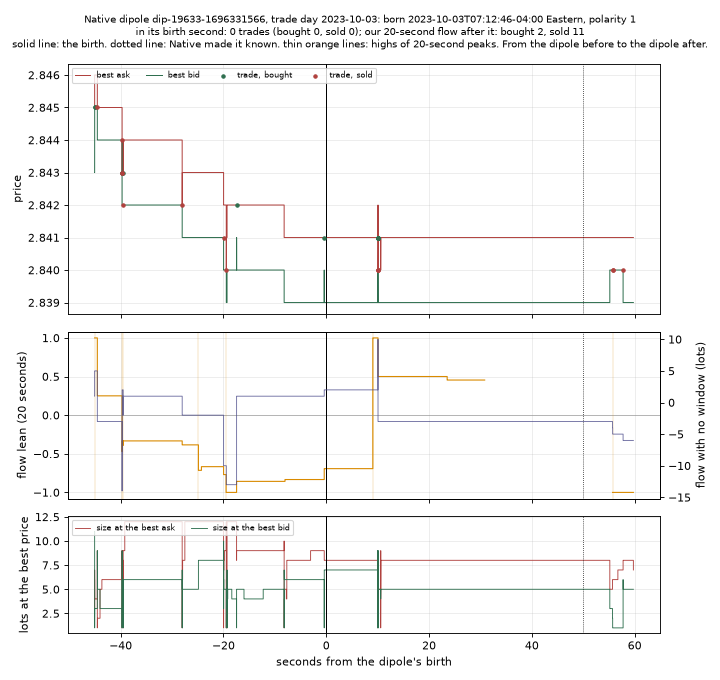 Native dipole dip-19633-1696331566, trade day 2023-10-03: born 2023-10-03T07:12:46-04:00 Eastern, polarity 1
in its birth second: 0 trades (bought 0, sold 0); our 20-second flow after it: bought 2, sold 11
solid line: the birth. dotted line: Native made it known. thin orange lines: highs of 20-second peaks. From the dipole before to the dipole after.
best ask best bid trade, bought trade, sold
2.846
2.845
2.844
2.843
2.842
2.841
2.840
2.839
price
1.0
0.5
0.0
−0.5
−1.0
flow lean (20 seconds)
10
5
0
−5
−10
−15
flow with no window (lots)
size at the best ask size at the best bid
12.5
10.0
7.5
5.0
2.5
lots at the best price
−40 −20 0 20 40 60
seconds from the dipole's birth